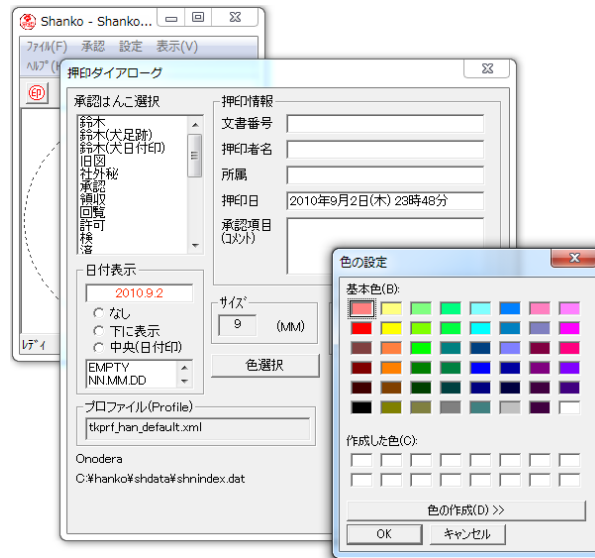 Shanko - Shanko...
ファイル(F) 承認 設定 表示(V)
ヘルプ(
印
押印ダイアローグ
承認はんこ選択
鈴木
鈴木(犬足跡)
鈴木(犬日付印)
旧図
社外秘
承認
領収
回覧
許可
検
済
押印情報
文書番号
押印者名
所属
押印日 2010年9月2日(木) 23時48分
承認項目
(コメント)
日付表示
2010.9.2
なし
下に表示
中央(日付印)
EMPTY
NN.MM.DD
サイズ
9 (MM)
色選択
プロファイル(Profile)
tkprf_han_default.xml
Onodera
C:¥hanko¥shdata¥shnindex.dat
レディ
色の設定
基本色(B):
作成した色(C):
色の作成(D) >>
OK キャンセル